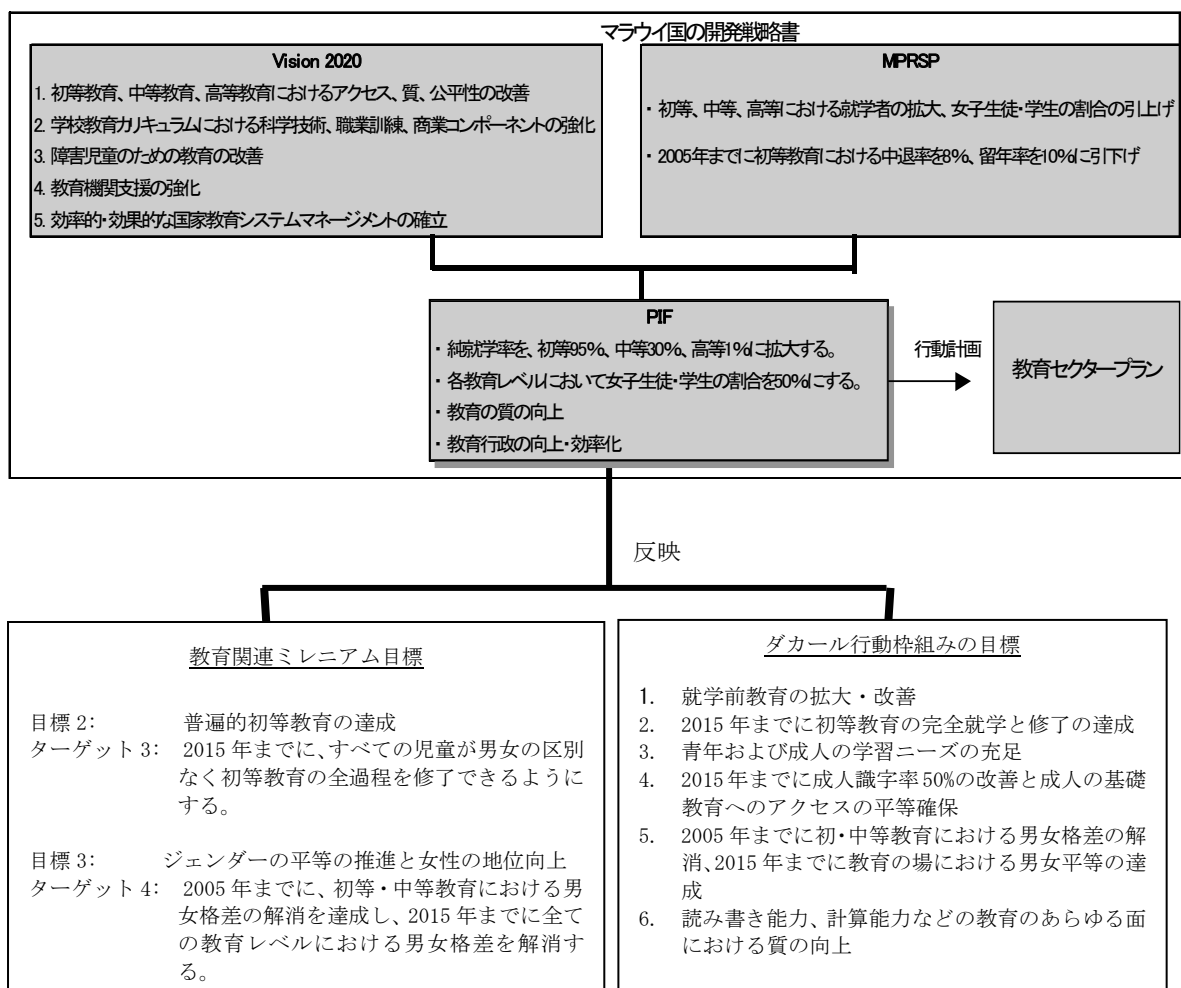 マラウイ国の開発戦略書
Vision 2020
1. 初等教育、中等教育、高等教育におけるアクセス、質、公平性の改善
2. 学校教育カリキュラムにおける科学技術、職業訓練、商業コンポーネントの強化
3. 障害児童のための教育の改善
4. 教育機関支援の強化
5. 効率的・効果的な国家教育システムマネージメントの確立
MPRSP
・ 初等、中等、高等における就学者の拡大、女子生徒・学生の割合の引上げ
・ 2005年までに初等教育における中退率を8%、留年率を10%に引下げ
PIF
・ 純就学率を、初等95%、中等30%、高等1%に拡大する。
・ 各教育レベルにおいて女子生徒・学生の割合を50%にする。
・ 教育の質の向上
・ 教育行政の向上・効率化
行動計画
教育セクタープラン
反映
教育関連ミレニアム目標
目標 2: 普遍的初等教育の達成
ターゲット 3: 2015 年までに、すべての児童が男女の区別
なく初等教育の全過程を修了できるように
する。
目標 3: ジェンダーの平等の推進と女性の地位向上
ターゲット 4: 2005 年までに、初等・中等教育における男
女格差の解消を達成し、2015 年までに全て
の教育レベルにおける男女格差を解消す
る。
ダカール行動枠組みの目標
1. 就学前教育の拡大・改善
2. 2015 年までに初等教育の完全就学と修了の達成
3. 青年および成人の学習ニーズの充足
4. 2015 年までに成人識字率 50%の改善と成人の基礎
教育へのアクセスの平等確保
5. 2005 年までに初・中等教育における男女格差の解
消、2015 年までに教育の場における男女平等の達
成
6. 読み書き能力、計算能力などの教育のあらゆる面
における質の向上